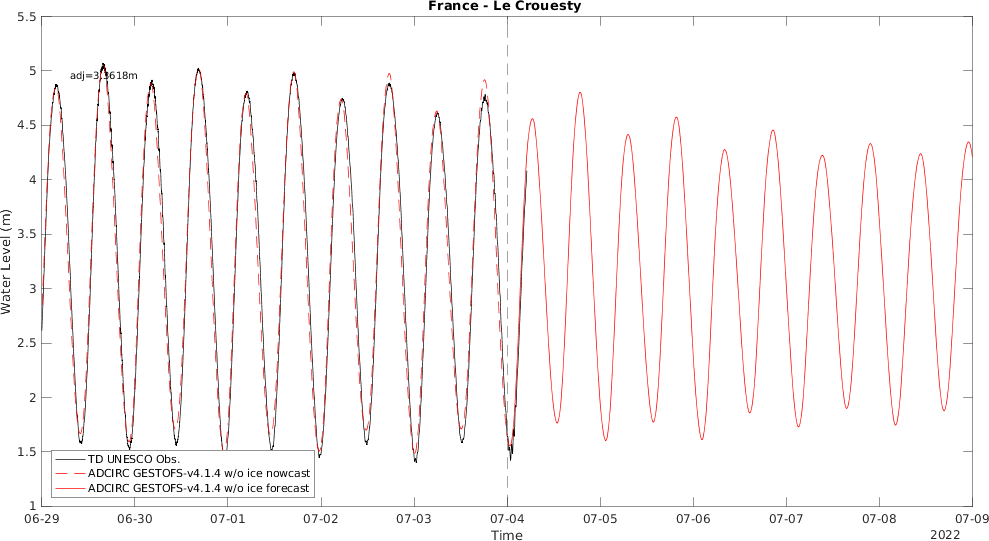 France - Le Crouesty
5.5
5
4.5
4
3.5
3
2.5
2
1.5
1
Water Level (m)
adj=3.3618m
TD UNESCO Obs.
ADCIRC GESTOFS-v4.1.4 w/o ice nowcast
ADCIRC GESTOFS-v4.1.4 w/o ice forecast
06-29 06-30 07-01 07-02 07-03 07-04 07-05 07-06 07-07 07-08 07-09
Time
2022